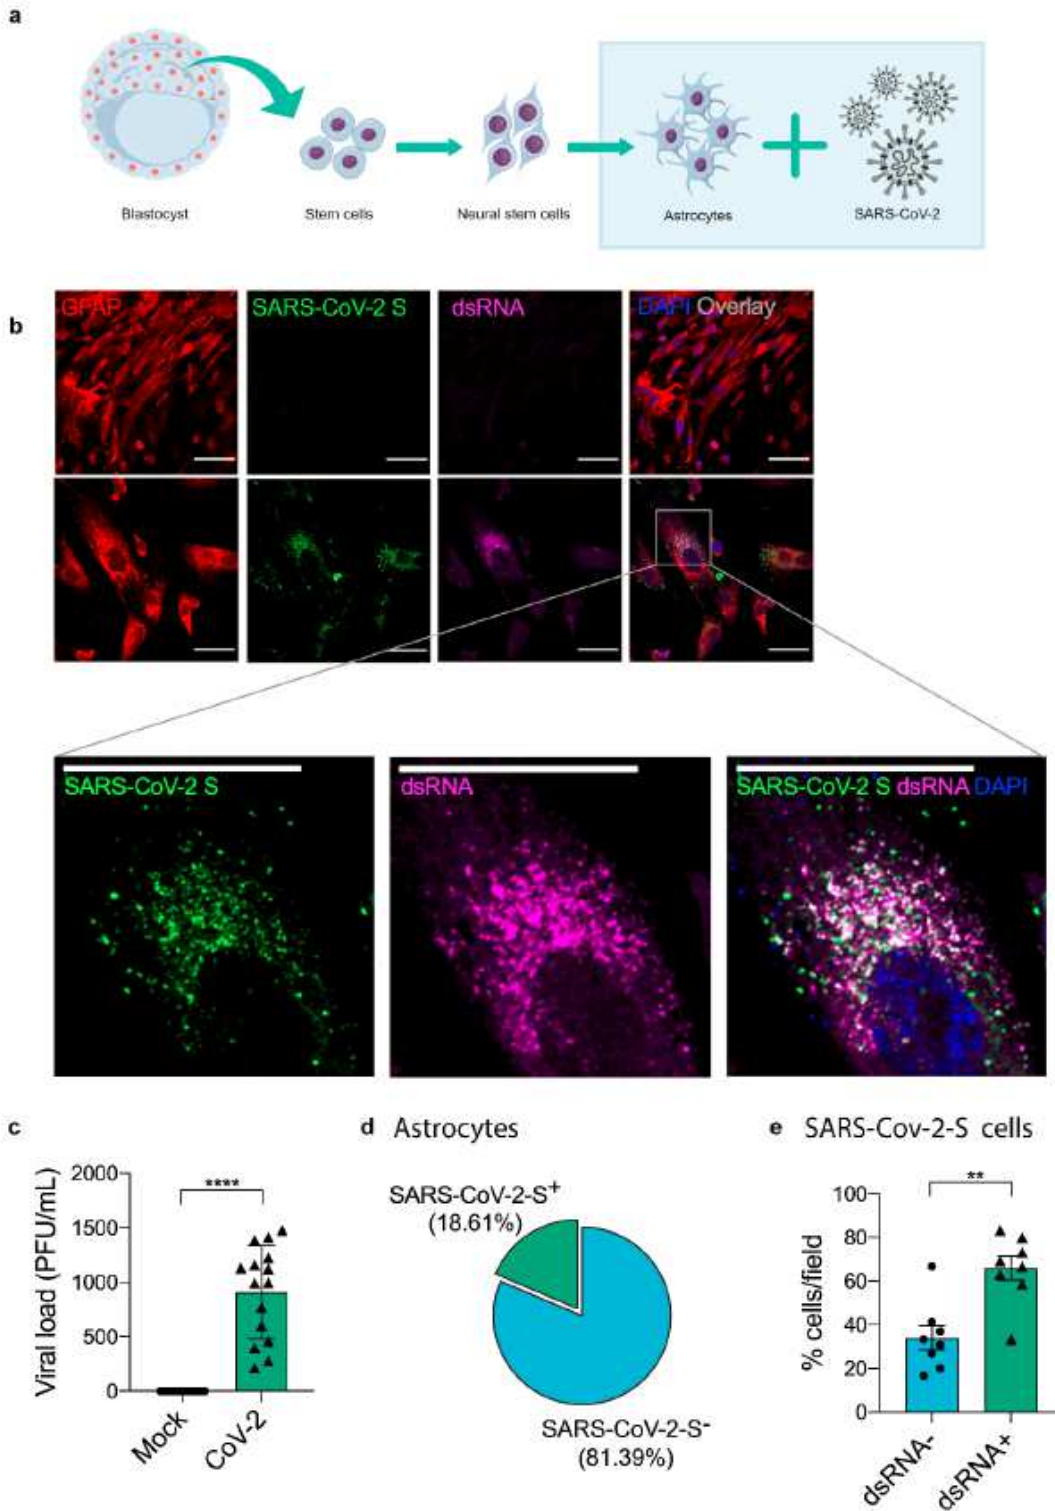 a
Blastocyst
Stem cells
Neural stem cells
Astrocytes
SARS-CoV-2
b
GFAP
SARS-CoV-2 S
dsRNA
DAPI Overlay
SARS-CoV-2 S
dsRNA
SARS-CoV-2 S dsRNA DAPI
c
Viral load (PFU/mL)
2000
1500
1000
500
0
****
Mock
CoV-2
d Astrocytes
SARS-CoV-2-S+
(18.61%)
SARS-CoV-2-S-
(81.39%)
e SARS-Cov-2-S cells
% cells/field
100
80
60
40
20
0
**
dsRNA-
dsRNA+